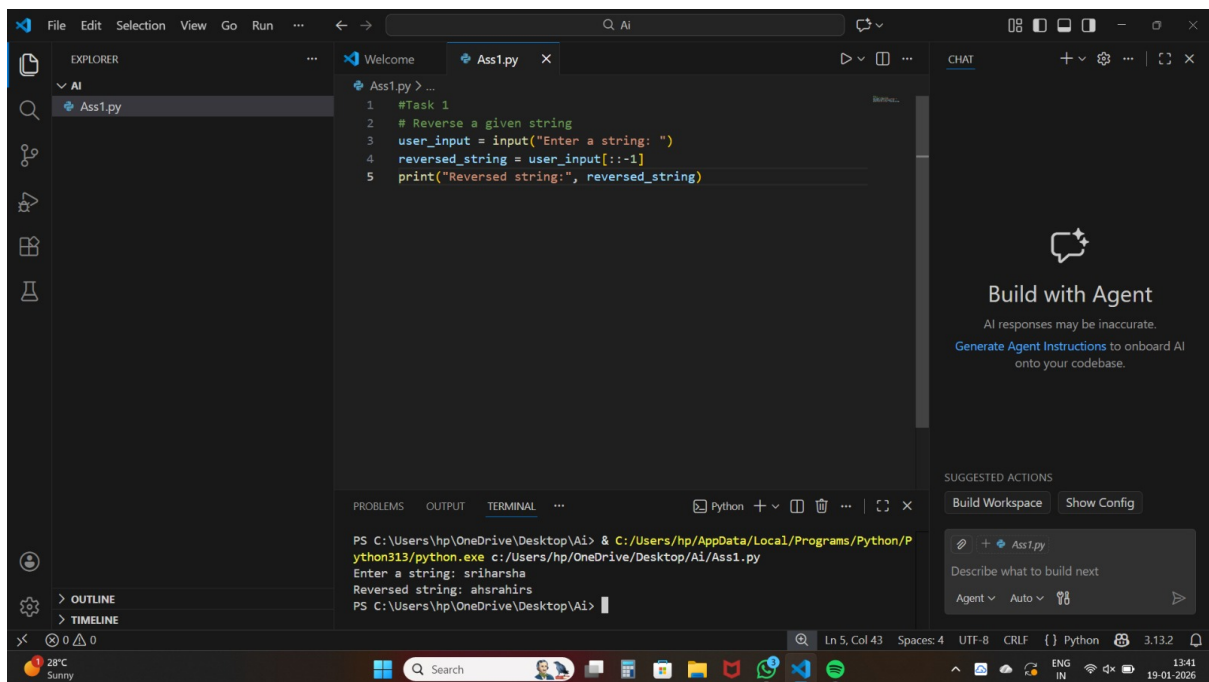 File Edit Selection View Go Run ··· Ai
EXPLORER ···
AI
Ass1.py
Welcome Ass1.py
Ass1.py > ...
1 #Task 1
2 # Reverse a given string
3 user_input = input("Enter a string: ")
4 reversed_string = user_input[::-1]
5 print("Reversed string:", reversed_string)
CHAT
Build with Agent
AI responses may be inaccurate.
Generate Agent Instructions to onboard AI
onto your codebase.
SUGGESTED ACTIONS
Build Workspace Show Config
Ass1.py
Describe what to build next
Agent Auto
PROBLEMS OUTPUT TERMINAL ··· Python
PS C:\Users\hp\OneDrive\Desktop\Ai> & C:/Users/hp/AppData/Local/Programs/Python/P
ython313/python.exe c:/Users/hp/OneDrive/Desktop/Ai/Ass1.py
Enter a string: sriharsha
Reversed string: ahsrahirs
PS C:\Users\hp\OneDrive\Desktop\Ai>
OUTLINE
TIMELINE
0 0 Ln 5, Col 43 Spaces: 4 UTF-8 CRLF {} Python 3.13.2
1 28°C
Sunny
Search
9
ENG
IN
13:41
19-01-2026